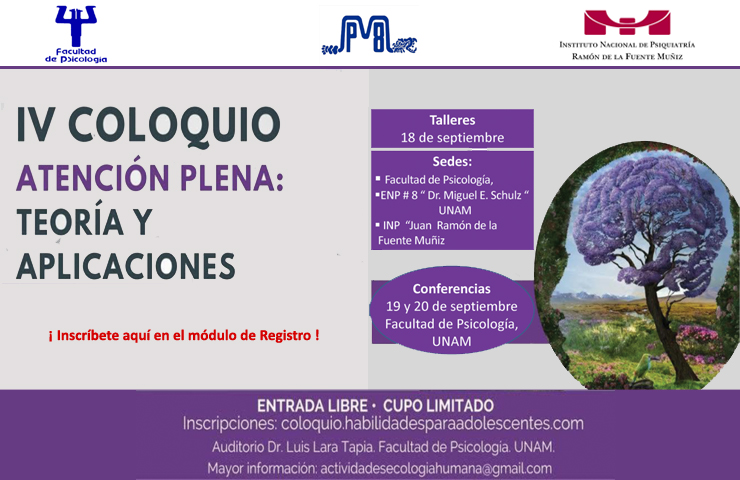 Facultad
de Psicología
PM8
INSTITUTO NACIONAL DE PSIQUIATRÍA
RAMÓN DE LA FUENTE MUÑIZ
IV COLOQUIO
ATENCIÓN PLENA:
TEORÍA Y
APLICACIONES
¡ Inscríbete aquí en el módulo de Registro !
Talleres
18 de septiembre
Sedes:
▪ Facultad de Psicología,
▪ENP # 8 “ Dr. Miguel E. Schulz “
UNAM
▪ INP “Juan Ramón de la
Fuente Muñiz
Conferencias
19 y 20 de septiembre
Facultad de Psicología,
UNAM
ENTRADA LIBRE • CUPO LIMITADO
Inscripciones: coloquio.habilidadesparaadolescentes.com
Auditorio Dr. Luis Lara Tapia. Facultad de Psicología. UNAM.
Mayor información: actividadesecologiahumana@gmail.com